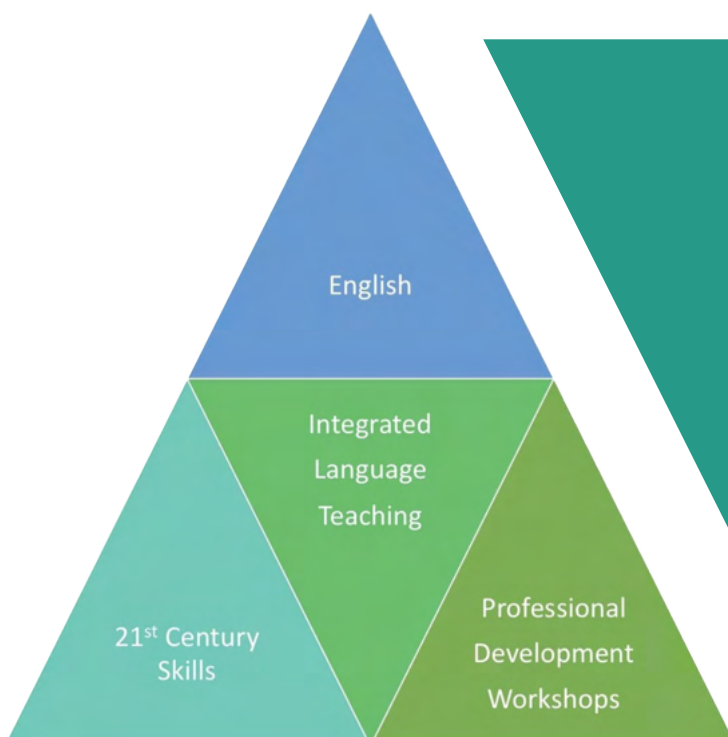 English
Integrated
Language
Teaching
21st Century
Skills
Professional
Development
Workshops